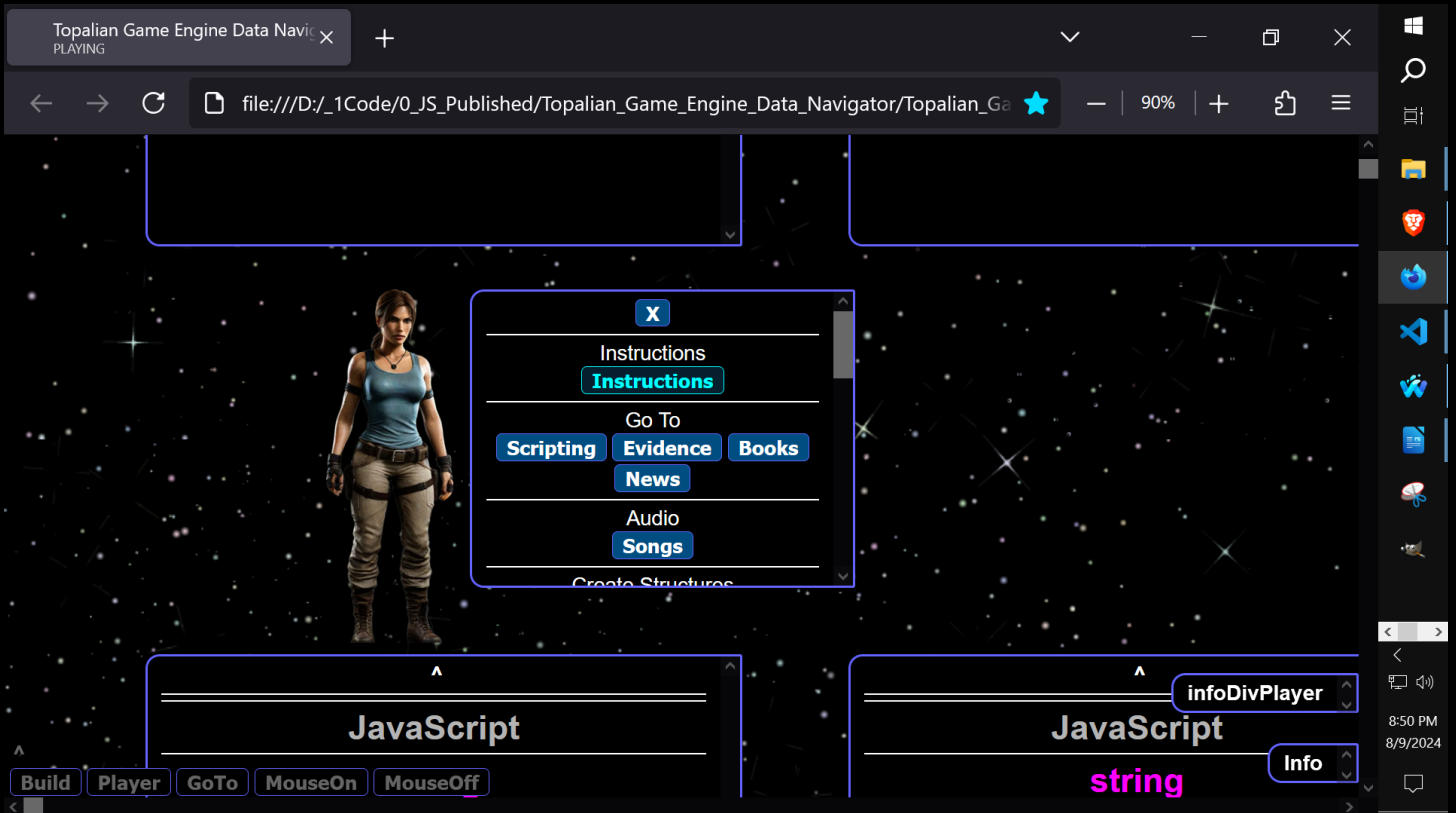 Topalian Game Engine Data Navig
PLAYING
file:///D:/_1Code/0_JS_Published/Topalian_Game_Engine_Data_Navigator/Topalian_Ga
90%
X
Instructions
Instructions
Go To
Scripting Evidence Books
News
Audio
Songs
Create Structures
^
JavaScript
^
JavaScript
string
infoDivPlayer
Info
^
Build Player GoTo MouseOn MouseOff
8:50 PM
8/9/2024